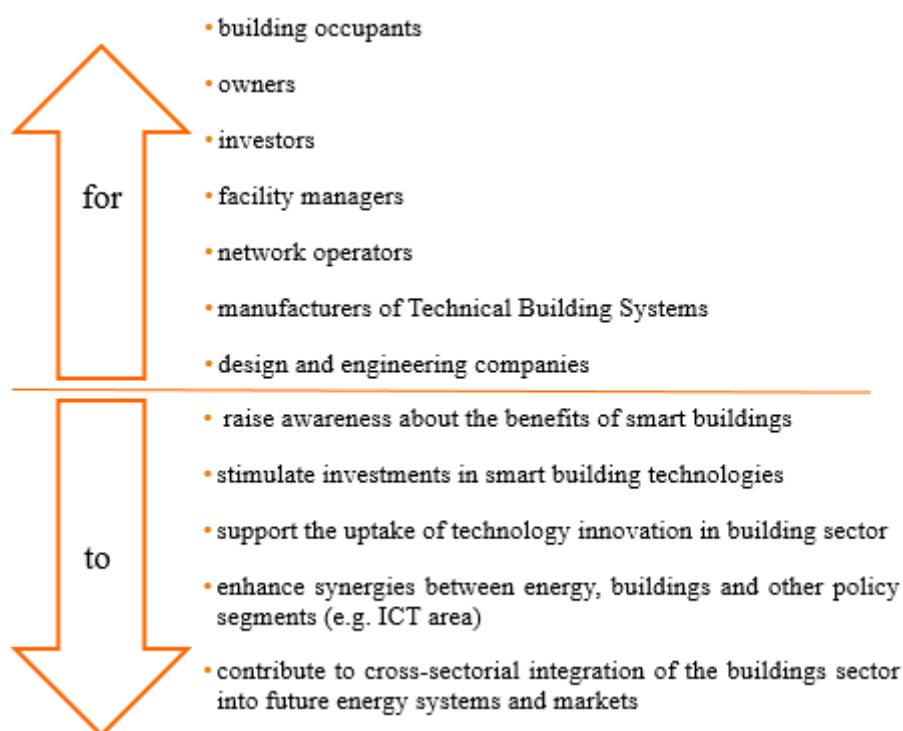 • building occupants
• owners
• investors
for
• facility managers
• network operators
• manufacturers of Technical Building Systems
• design and engineering companies
• raise awareness about the benefits of smart buildings
• stimulate investments in smart building technologies
• support the uptake of technology innovation in building sector
to
• enhance synergies between energy, buildings and other policy
segments (e.g. ICT area)
• contribute to cross-sectorial integration of the buildings sector
into future energy systems and markets